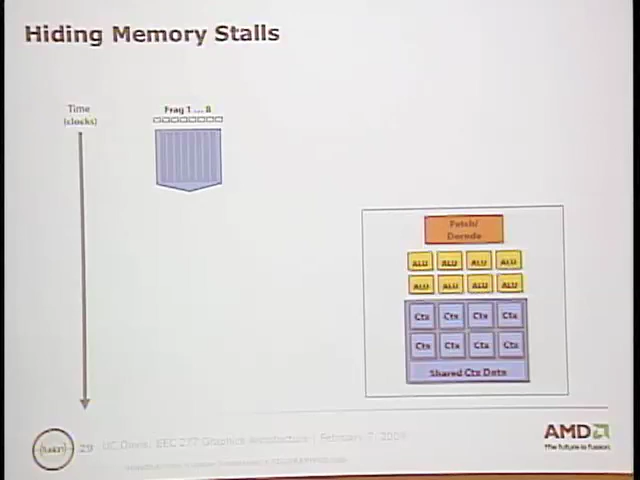 Hiding Memory Stalls
Time
(clocks)
Frag 1 ... 8
Fetch/
Decode
ALU ALU ALU ALU
ALU ALU ALU ALU
Ctx Ctx Ctx Ctx
Ctx Ctx Ctx Ctx
Shared Ctx Data
fusion
29
UC Davis: EEC 277 Graphics Architecture | February 7,
AMD
The future is fusion